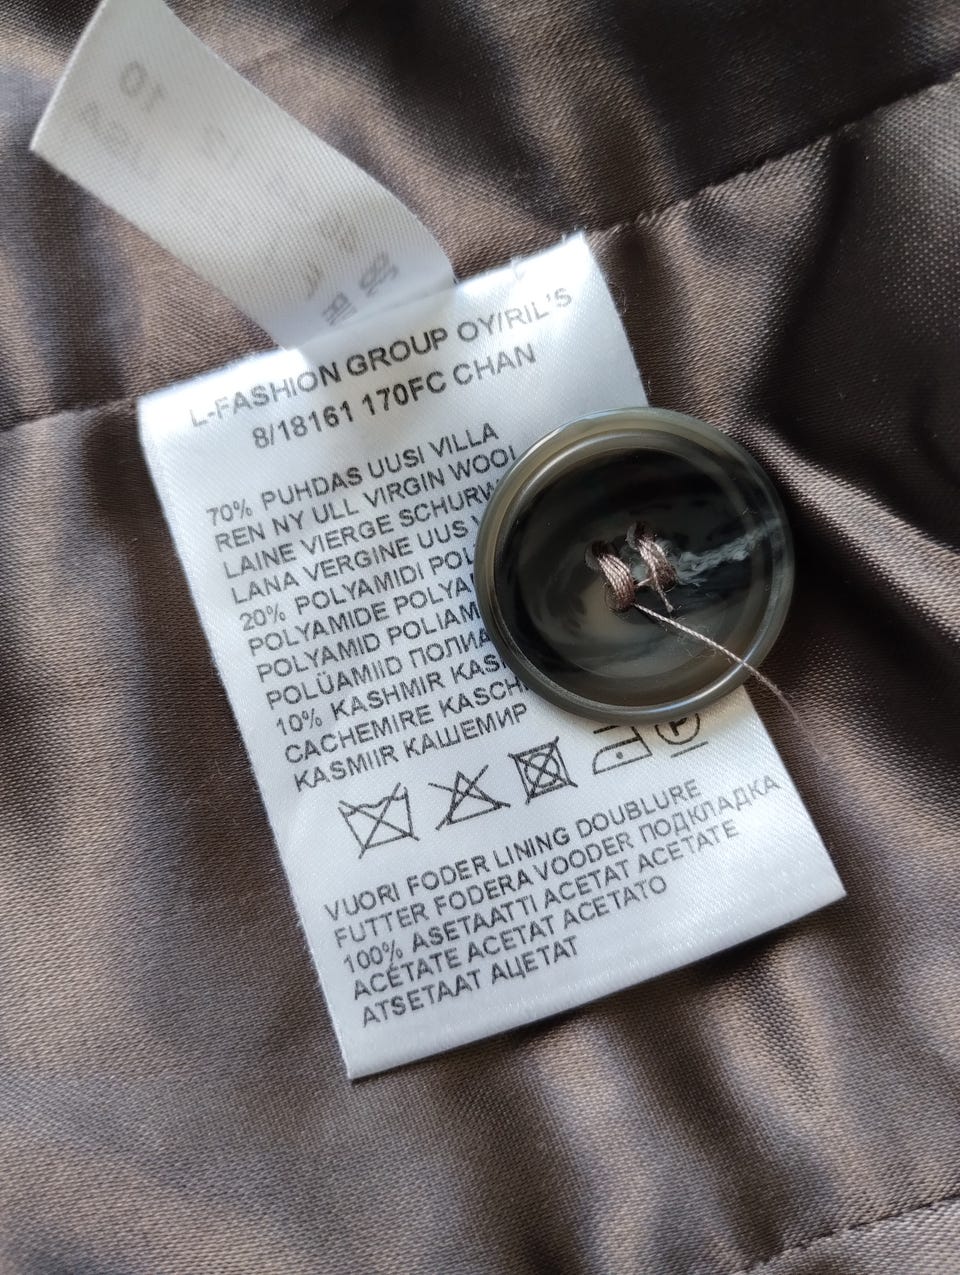 L-FASHION GROUP OY/RIL'S
8/18161 170FC CHAN
70% PUHDAS UUSI VILLA
REN NY ULL VIRGIN WOOL
LAINE VIERGE SCHURW
LANA VERGINE UUS
20% POLYAMIDI POL
POLYAMIDE POLYA
POLYAMID POLIAM
POLÜAMIID ПОЛИА
10% KASHMIR KAS
CACHEMIRE KASCH
KASMIIR КАШЕМИР
P
VUORI FODER LINING DOUBLURE
FUTTER FODERA VOODER ПОДКЛАДКА
100% ASETAATTI ACETAT ACETATE
ACÉTATE ACETAT ACETATO
ATSETAAT АЦЕТАТ